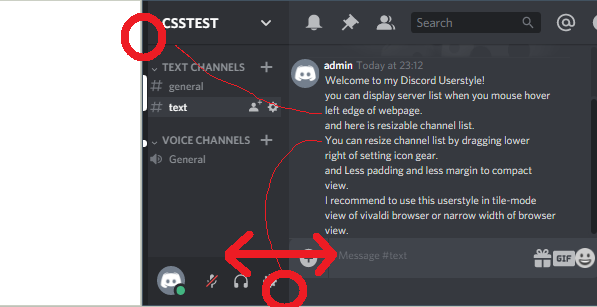 CSSTEST
Search
TEXT CHANNELS
general
text
VOICE CHANNELS
General
admin Today at 23:12
Welcome to my Discord Userstyle!
you can display server list when you mouse hover
left edge of webpage.
and here is resizable channel list.
You can resize channel list by dragging lower
right of setting icon gear.
and Less padding and less margin to compact
view.
I recommend to use this userstyle in tile-mode
view of vivaldi browser or narrow width of browser
view.
Message #text
GIF